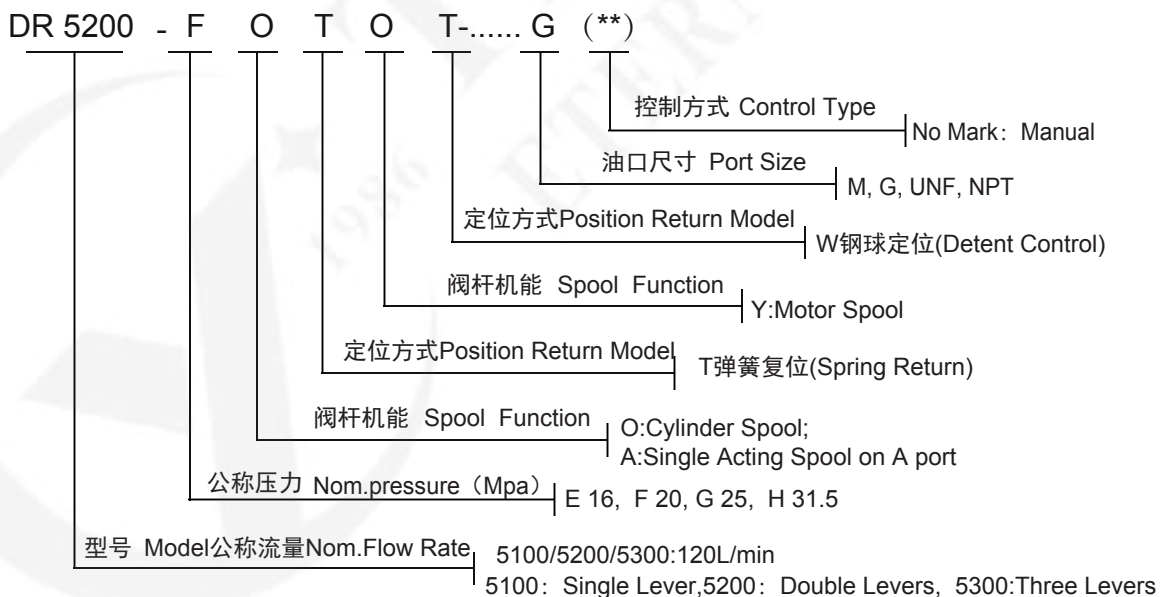 DR 5200 - F O T O T-...... G (**)
控制方式 Control Type
No Mark：Manual
油口尺寸 Port Size
M, G, UNF, NPT
定位方式Position Return Model
W钢球定位(Detent Control)
阀杆机能 Spool Function
Y:Motor Spool
定位方式Position Return Model
T弹簧复位(Spring Return)
阀杆机能 Spool Function
O:Cylinder Spool;
A:Single Acting Spool on A port
公称压力 Nom.pressure（Mpa）
E 16, F 20, G 25, H 31.5
型号 Model公称流量Nom.Flow Rate
5100/5200/5300:120L/min
5100：Single Lever,5200：Double Levers, 5300:Three Levers
1986